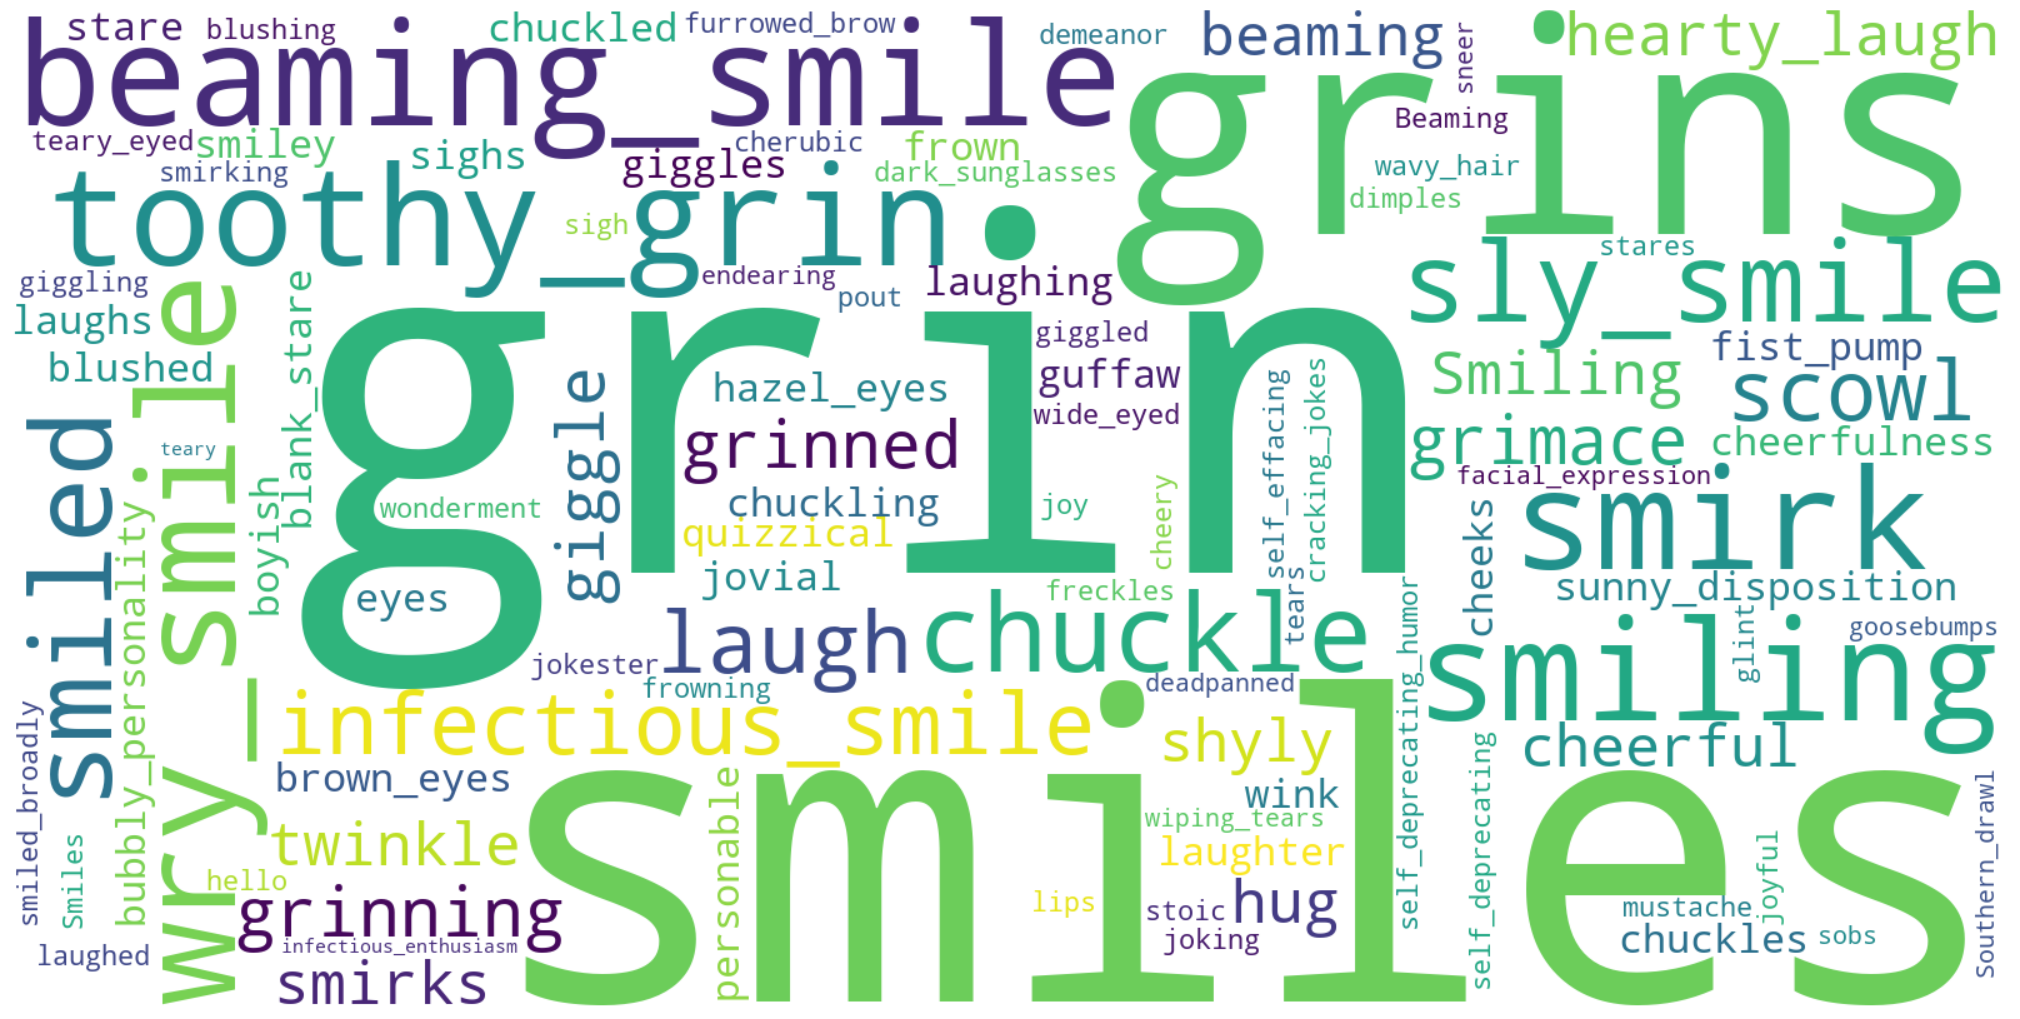 stare
blushing
chuckled
furrowed_brow
demeanor
beaming
sneer
hearty_laugh
beaming_smile
grins
Beaming
teary_eyed
smiley
sighs
giggles
cherubic
frown
wavy_hair
smirking
dark_sunglasses
dimples
toothy_grin
sigh
sly_smile
stares
giggling
endearing
pout
laughing
laughs
blushed
smile
blank_stare
grin
giggled
guffaw
wide_eyed
hazel_eyes
grinned
giggle
Smiling
fist_pump
scowl
grimace
cheerfulness
facial_expression
smiled
teary
wry_smile
boyish
wonderment
chuckling
joy
cheery
self_effacing
cracking_jokes
quizzical
jovial
eyes
smirk
cheeks
sunny_disposition
freckles
tears
laugh
chuckle
jokester
frowning
deadpanned
smiling
glint
goosebumps
infectious_smile
shyly
cheerful
bubbly_personality
smiled_broadly
brown_eyes
twinkle
personable
wink
wiping_tears
laughter
self_deprecating_humor
self_deprecating
Southern_drawl
Smiles
hello
grinning
smiles
lips
stoic
hug
joking
mustache
joyful
chuckles
sobs
laughed
infectious_enthusiasm
smirks